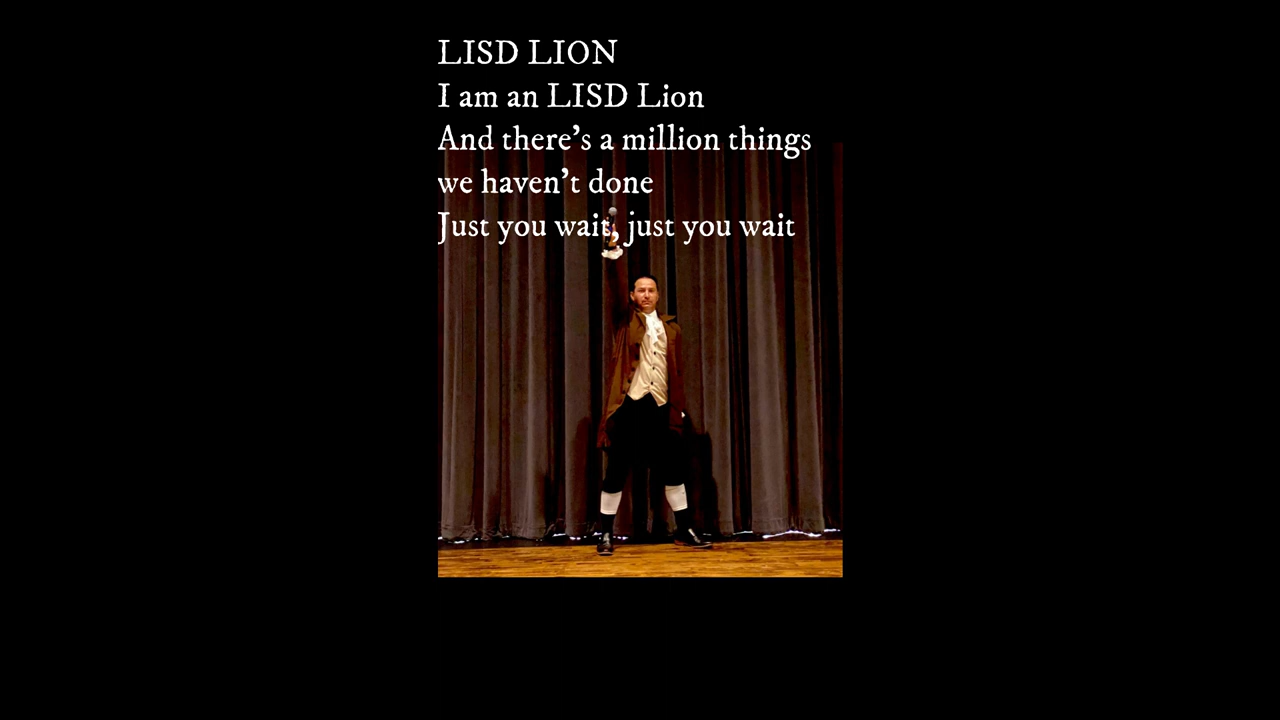 LISD LION
I am an LISD Lion
And there's a million things
we haven't done
Just you wait, just you wait